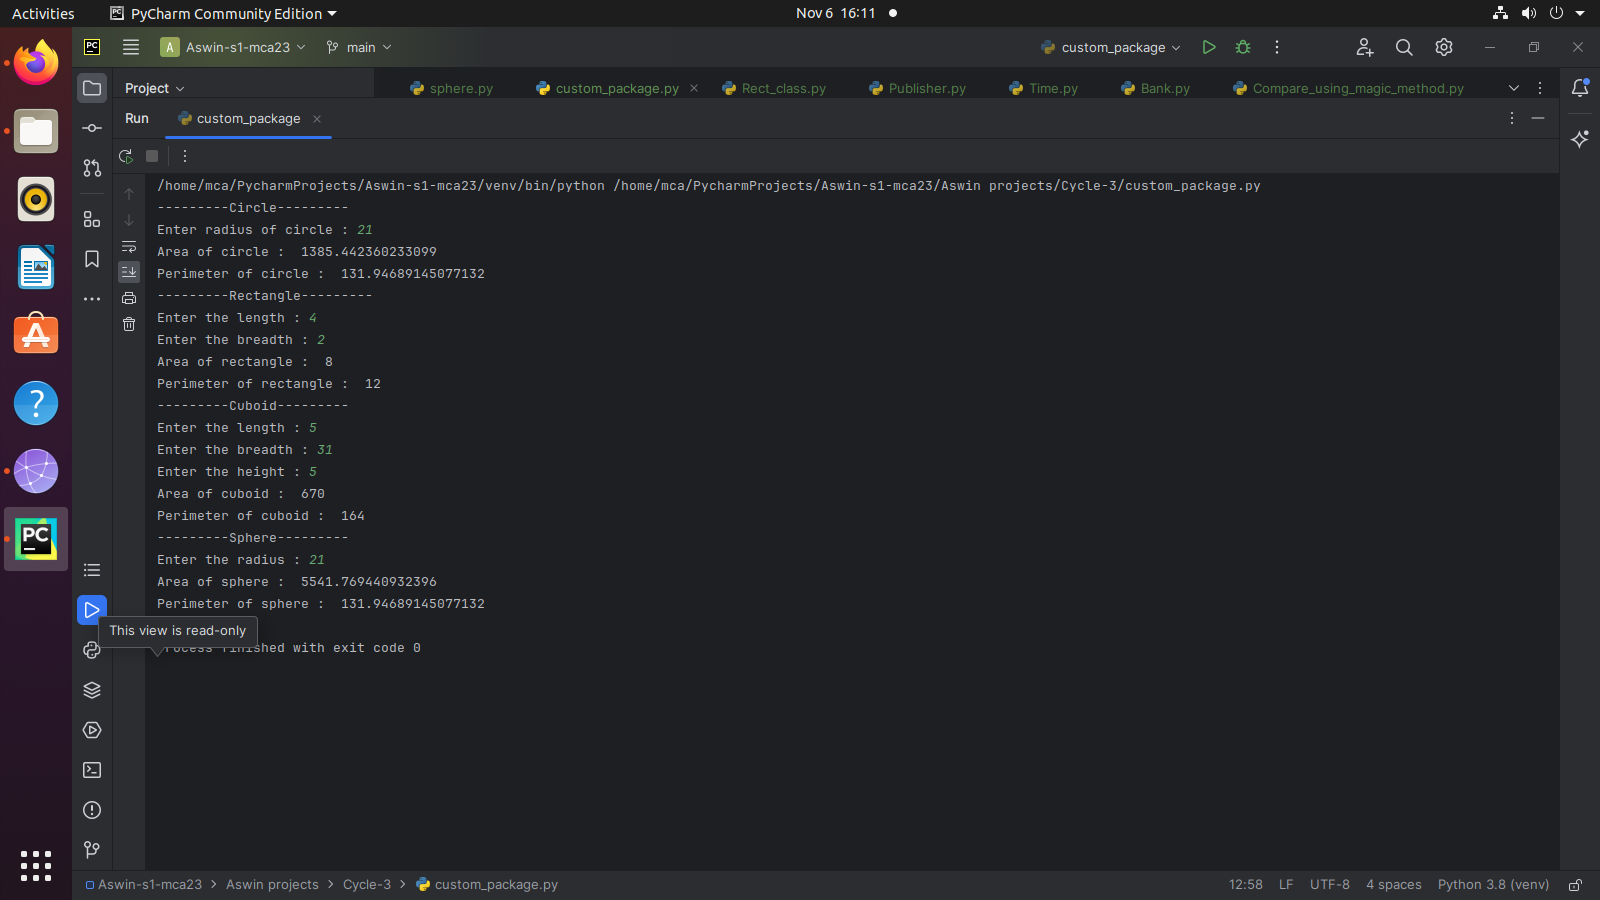 Activities PyCharm Community Edition Nov 6 16:11
PC A Aswin-s1-mca23 main custom_package
Project sphere.py custom_package.py Rect_class.py Publisher.py Time.py Bank.py Compare_using_magic_method.py
Run custom_package
/home/mca/PycharmProjects/Aswin-s1-mca23/venv/bin/python /home/mca/PycharmProjects/Aswin-s1-mca23/Aswin projects/Cycle-3/custom_package.py
---------Circle---------
Enter radius of circle : 21
Area of circle :  1385.442360233099
Perimeter of circle :  131.94689145077132
---------Rectangle---------
Enter the length : 4
Enter the breadth : 2
Area of rectangle :  8
Perimeter of rectangle :  12
---------Cuboid---------
Enter the length : 5
Enter the breadth : 31
Enter the height : 5
Area of cuboid :  670
Perimeter of cuboid :  164
---------Sphere---------
Enter the radius : 21
Area of sphere :  5541.769440932396
Perimeter of sphere :  131.94689145077132
This view is read-only
Process finished with exit code 0
PC
Aswin-s1-mca23 > Aswin projects > Cycle-3 > custom_package.py 12:58 LF UTF-8 4 spaces Python 3.8 (venv)